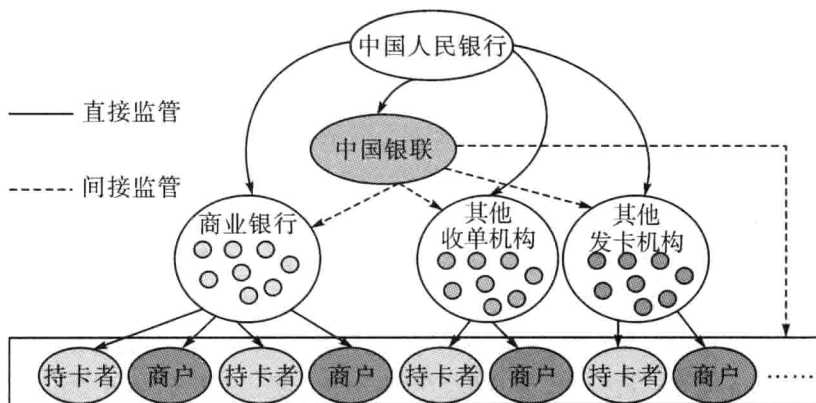 中国人民银行
直接监管
中国银联
间接监管
商业银行
其他
收单机构
其他
发卡机构
持卡者
商户
持卡者
商户
持卡者
商户
持卡者
商户
……